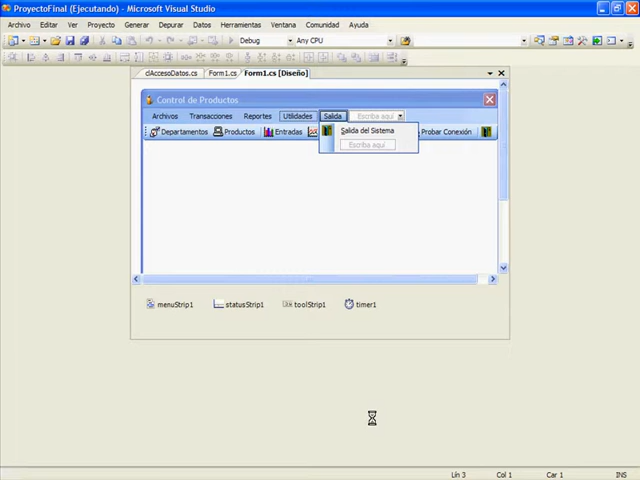 ProyectoFinal (Ejecutando) - Microsoft Visual Studio
Archivo Editar Ver Proyecto Generar Depurar Datos Herramientas Ventana Comunidad Ayuda
Debug Any CPU
clAccesoDatos.cs Form1.cs Form1.cs [Diseño]
Control de Productos
Archivos Transacciones Reportes Utilidades Salida Escriba aquí
Departamentos Productos Entradas Probar Conexión
Salida del Sistema
Escriba aquí
menuStrip1 statusStrip1 toolStrip1 timer1
Lín 3 Col 1 Car 1 INS